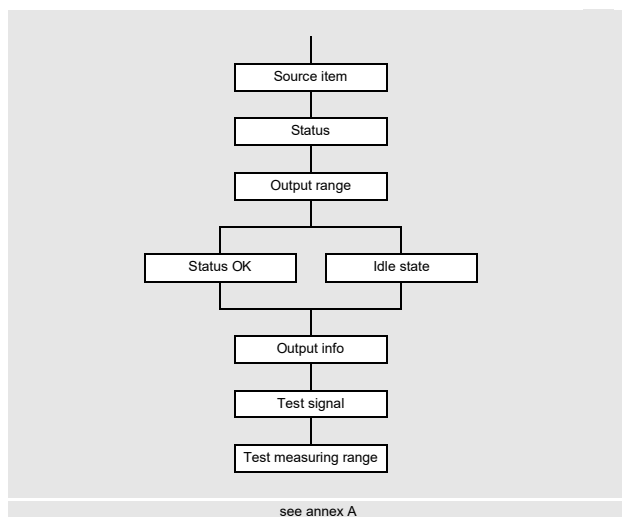 Source item
Status
Output range
Status OK
Idle state
Output info
Test signal
Test measuring range
see annex A